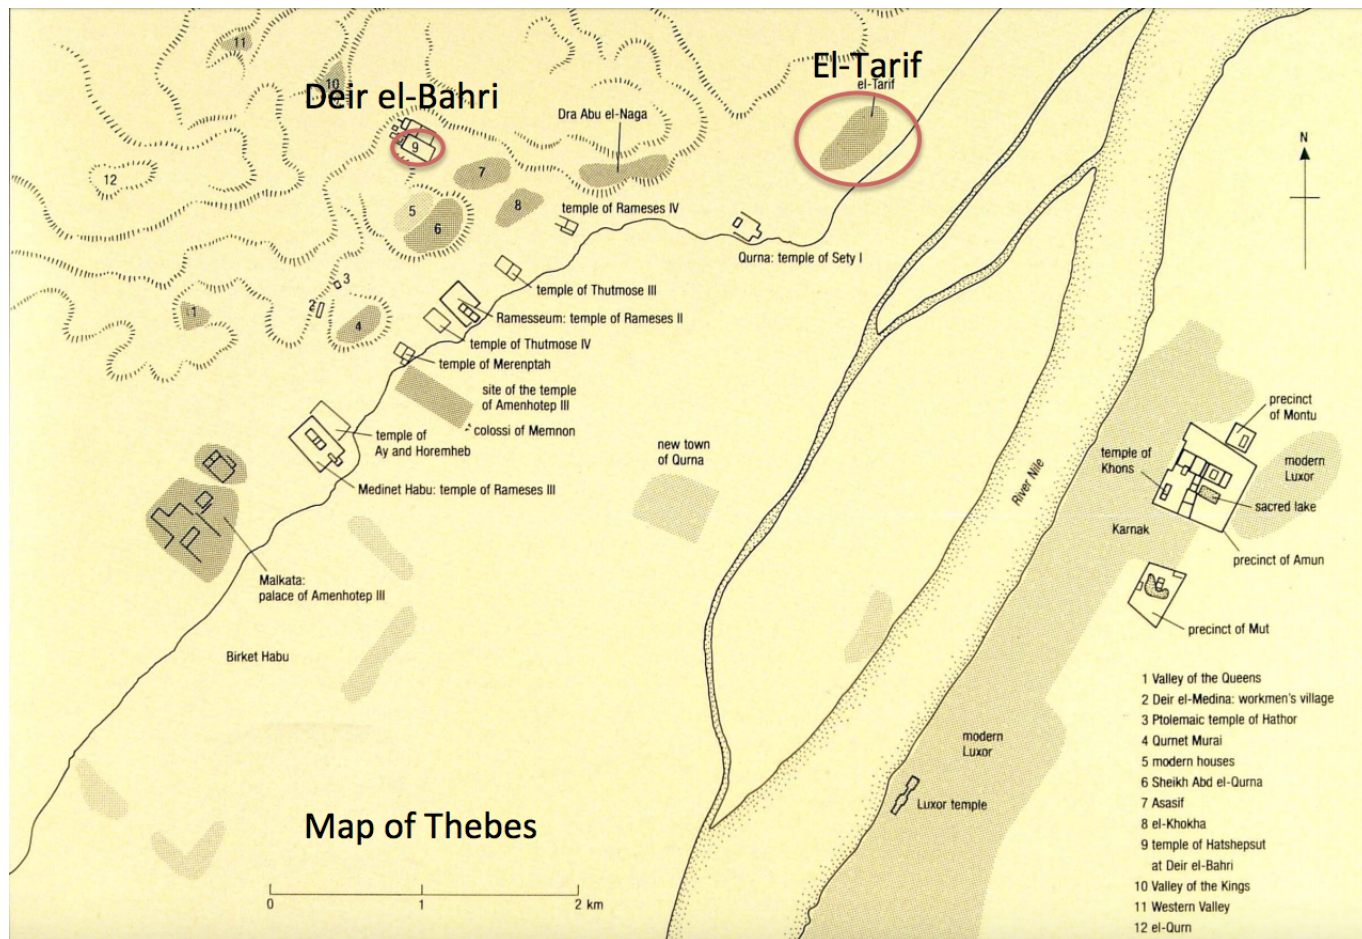 11
10
Deir el-Bahri
El-Tarif
el-Tarif
Dra Abu el-Naga
9
12
7
5
6
8
temple of Rameses IV
Qurna: temple of Sety I
N
3
2
1
4
temple of Thutmose III
Ramesseum: temple of Rameses II
temple of Thutmose IV
temple of Merenptah
site of the temple
of Amenhotep III
colossi of Memnon
temple of
Ay and Horemheb
Medinet Habu: temple of Rameses III
new town
of Qurna
River Nile
precinct
of Montu
temple of
Khons
modern
Luxor
sacred lake
Karnak
precinct of Amun
precinct of Mut
Malkata:
palace of Amenhotep III
Birket Habu
modern
Luxor
Luxor temple
Map of Thebes
0 1 2 km
1 Valley of the Queens
2 Deir el-Medina: workmen's village
3 Ptolemaic temple of Hathor
4 Qurnet Murai
5 modern houses
6 Sheikh Abd el-Qurna
7 Asasif
8 el-Khokha
9 temple of Hatshepsut
at Deir el-Bahri
10 Valley of the Kings
11 Western Valley
12 el-Qurn